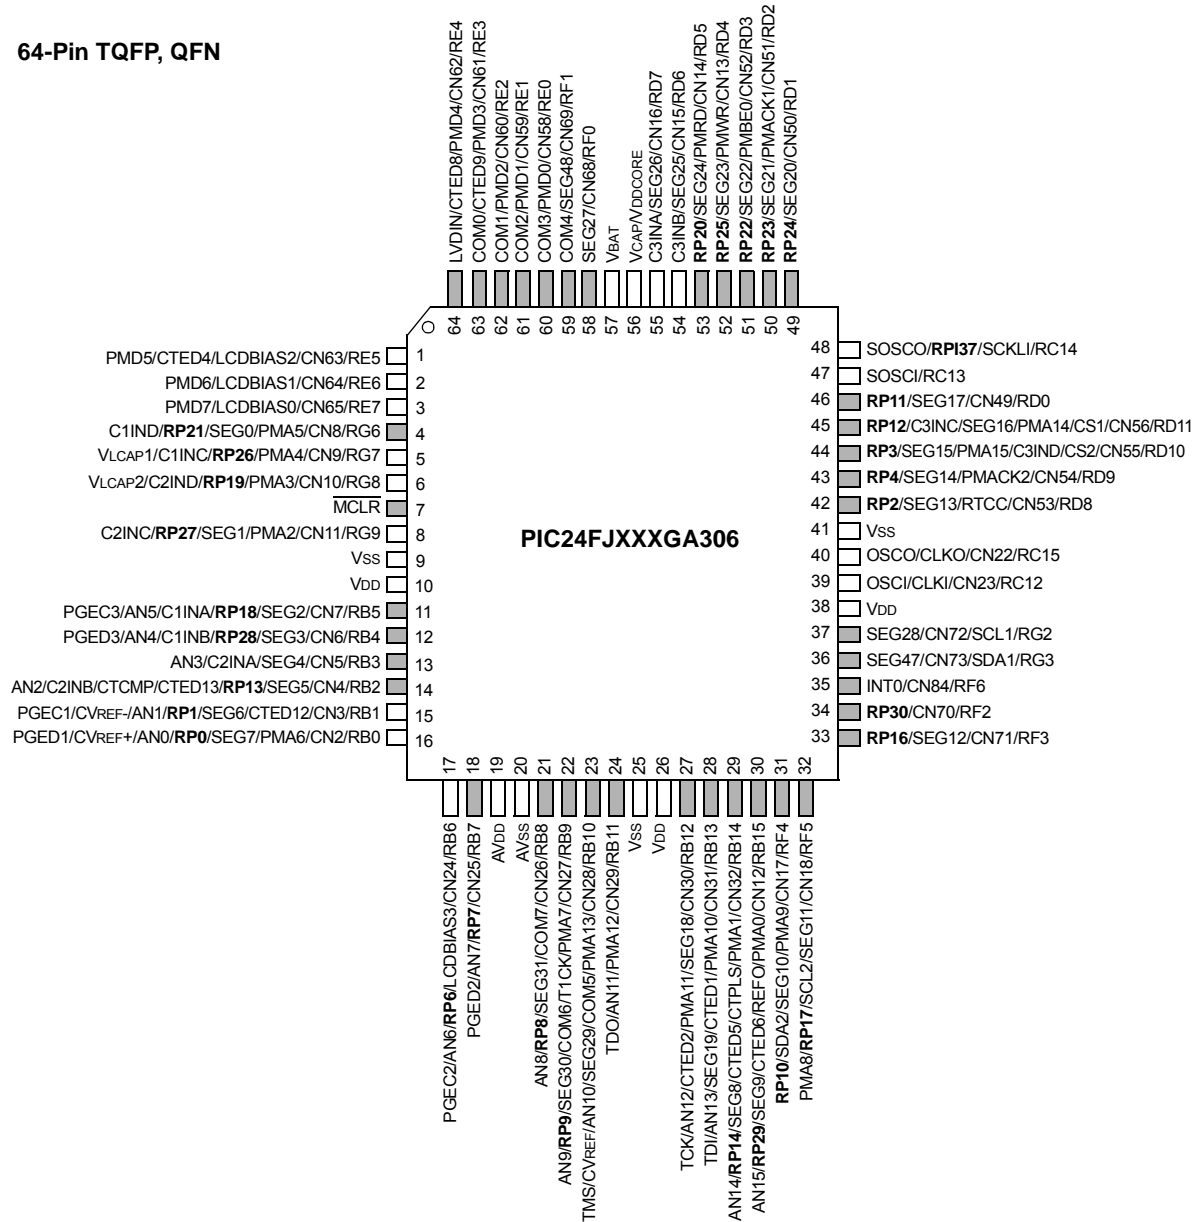 64-Pin TQFP, QFN
LVDIN/CTED8/PMD4/CN62/RE4
COM0/CTED9/PMD3/CN61/RE3
COM1/PMD2/CN60/RE2
COM2/PMD1/CN59/RE1
COM3/PMD0/CN58/RE0
COM4/SEG48/CN69/RF1
SEG27/CN68/RF0
VBAT
VCAP/VDDCORE
C3INA/SEG26/CN16/RD7
C3INB/SEG25/CN15/RD6
RP20/SEG24/PMRD/CN14/RD5
RP25/SEG23/PMWR/CN13/RD4
RP22/SEG22/PMBE0/CN52/RD3
RP23/SEG21/PMACK1/CN51/RD2
RP24/SEG20/CN50/RD1
64 63 62 61 60 59 58 57 56 55 54 53 52 51 50 49
PMD5/CTED4/LCDBIAS2/CN63/RE5 1
PMD6/LCDBIAS1/CN64/RE6 2
PMD7/LCDBIAS0/CN65/RE7 3
C1IND/RP21/SEG0/PMA5/CN8/RG6 4
VLCAP1/C1INC/RP26/PMA4/CN9/RG7 5
VLCAP2/C2IND/RP19/PMA3/CN10/RG8 6
MCLR 7
C2INC/RP27/SEG1/PMA2/CN11/RG9 8
VSS 9
VDD 10
PGEC3/AN5/C1INA/RP18/SEG2/CN7/RB5 11
PGED3/AN4/C1INB/RP28/SEG3/CN6/RB4 12
AN3/C2INA/SEG4/CN5/RB3 13
AN2/C2INB/CTCMP/CTED13/RP13/SEG5/CN4/RB2 14
PGEC1/CVREF-/AN1/RP1/SEG6/CTED12/CN3/RB1 15
PGED1/CVREF+/AN0/RP0/SEG7/PMA6/CN2/RB0 16
PIC24FJXXXGA306
48 SOSCO/RPI37/SCKLI/RC14
47 SOSCI/RC13
46 RP11/SEG17/CN49/RD0
45 RP12/C3INC/SEG16/PMA14/CS1/CN56/RD11
44 RP3/SEG15/PMA15/C3IND/CS2/CN55/RD10
43 RP4/SEG14/PMACK2/CN54/RD9
42 RP2/SEG13/RTCC/CN53/RD8
41 VSS
40 OSCO/CLKO/CN22/RC15
39 OSCI/CLKI/CN23/RC12
38 VDD
37 SEG28/CN72/SCL1/RG2
36 SEG47/CN73/SDA1/RG3
35 INT0/CN84/RF6
34 RP30/CN70/RF2
33 RP16/SEG12/CN71/RF3
17 18 19 20 21 22 23 24 25 26 27 28 29 30 31 32
PGEC2/AN6/RP6/LCDBIAS3/CN24/RB6
PGED2/AN7/RP7/CN25/RB7
AVDD
AVSS
AN8/RP8/SEG31/COM7/CN26/RB8
AN9/RP9/SEG30/COM6/T1CK/PMA7/CN27/RB9
TMS/CVREF/AN10/SEG29/COM5/PMA13/CN28/RB10
TDO/AN11/PMA12/CN29/RB11
VSS
VDD
TCK/AN12/CTED2/PMA11/SEG18/CN30/RB12
TDI/AN13/SEG19/CTED1/PMA10/CN31/RB13
AN14/RP14/SEG8/CTED5/CTPLS/PMA1/CN32/RB14
AN15/RP29/SEG9/CTED6/REFO/PMA0/CN12/RB15
RP10/SDA2/SEG10/PMA9/CN17/RF4
PMA8/RP17/SCL2/SEG11/CN18/RF5